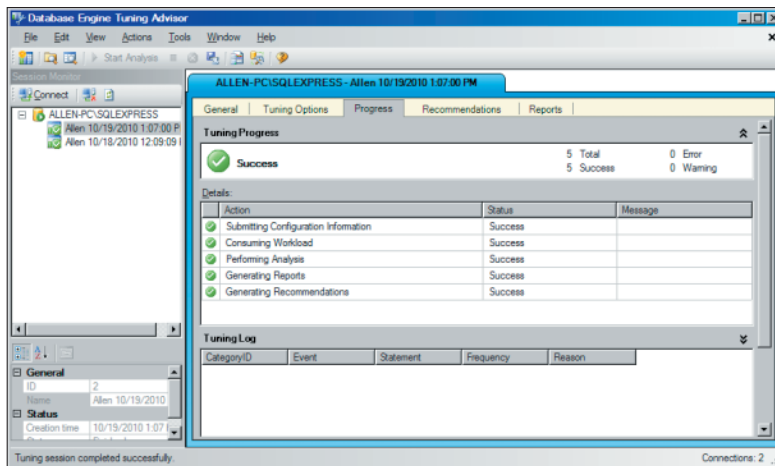 Database Engine Tuning Advisor
File Edit View Actions Tools Window Help
Start Analysis
Session Monitor
Connect
ALLEN-PC\SQLEXPRESS
Allen 10/19/2010 1:07:00 P
Allen 10/18/2010 12:09:09
General
ID 2
Name Allen 10/19/2010
Status
Creation time 10/19/2010 1:07
ALLEN-PC\SQLEXPRESS - Allen 10/19/2010 1:07:00 PM
General Tuning Options Progress Recommendations Reports
Tuning Progress
Success
5 Total 0 Error
5 Success 0 Warning
Details:
Action Status Message
Submitting Configuration Information Success
Consuming Workload Success
Performing Analysis Success
Generating Reports Success
Generating Recommendations Success
Tuning Log
CategoryID Event Statement Frequency Reason
Tuning session completed successfully. Connections: 2